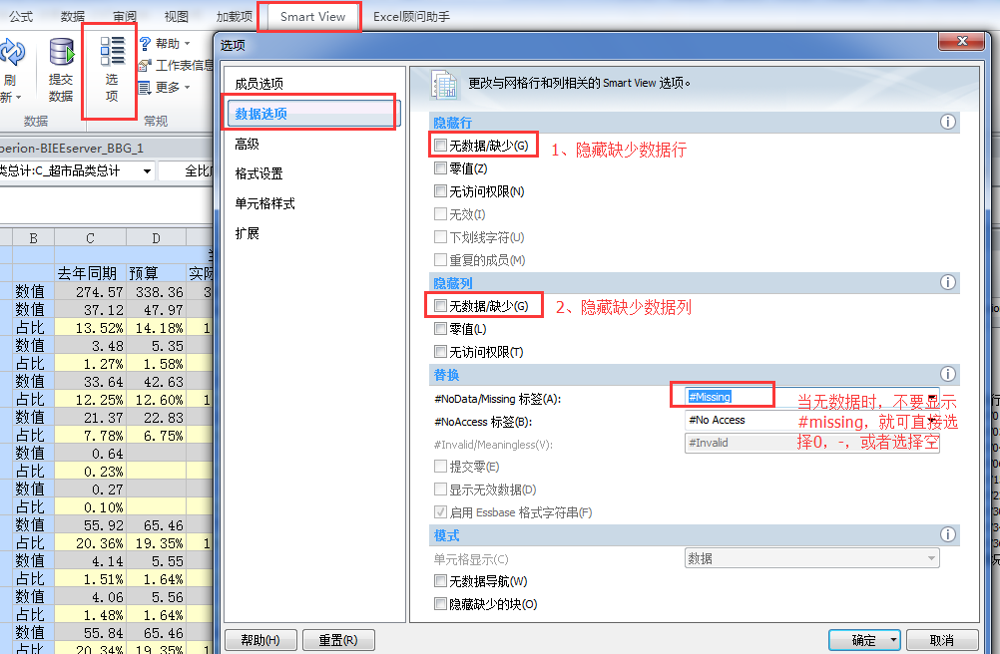 公式 数据 审阅 视图 加载项 Smart View Excel顾问助手
刷新
提交数据
选项
帮助
工作表信息
更多
数据 常规
perion-BIEEserver_BBG_1
类总计:C_超市品类总计
全比
B C D
去年同期 预算 实际
数值 274.57 338.36 3
数值 37.12 47.97
占比 13.52% 14.18% 1
数值 3.48 5.35
占比 1.27% 1.58%
数值 33.64 42.63
占比 12.25% 12.60% 1
数值 21.37 22.83
占比 7.78% 6.75%
数值 0.64
占比 0.23%
数值 0.27
占比 0.10%
数值 55.92 65.46
占比 20.36% 19.35% 1
数值 4.14 5.55
占比 1.51% 1.64%
数值 4.06 5.56
占比 1.48% 1.64%
数值 55.84 65.46
占比 20.34% 19.35% 1
选项
成员选项
数据选项
高级
格式设置
单元格样式
扩展
更改与网格行和列相关的 Smart View 选项。
隐藏行
无数据/缺少(G)
1、隐藏缺少数据行
零值(Z)
无访问权限(N)
无效(I)
下划线字符(U)
重复的成员(M)
隐藏列
无数据/缺少(G)
2、隐藏缺少数据列
零值(L)
无访问权限(T)
替换
#NoData/Missing 标签(A): #Missing
#NoAccess 标签(B): #No Access
#Invalid/Meaningless(V): #Invalid
当无数据时，不要显示
#missing，就可直接选
择0，-，或者选择空
提交零(E)
显示无效数据(D)
启用 Essbase 格式字符串(F)
模式
单元格显示(C) 数据
无数据导航(W)
隐藏缺少的块(O)
帮助(H) 重置(R) 确定 取消